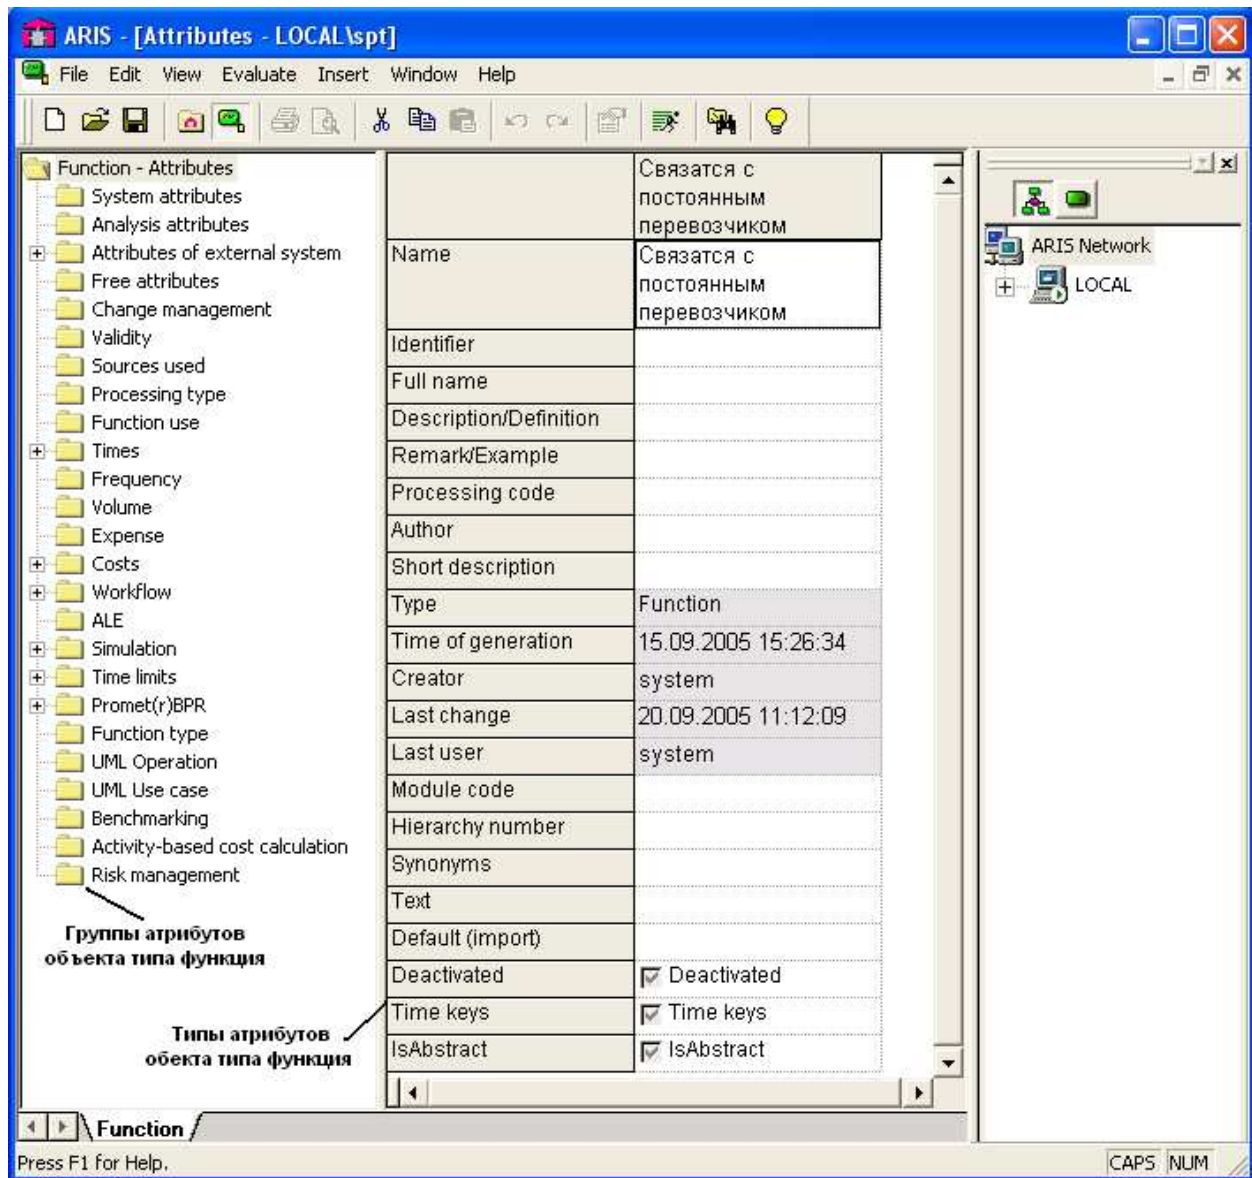 ARIS - [Attributes - LOCAL\spt]
File Edit View Evaluate Insert Window Help
Function - Attributes
System attributes
Analysis attributes
Attributes of external system
Free attributes
Change management
Validity
Sources used
Processing type
Function use
Times
Frequency
Volume
Expense
Costs
Workflow
ALE
Simulation
Time limits
Promet(r)BPR
Function type
UML Operation
UML Use case
Benchmarking
Activity-based cost calculation
Risk management
Группы атрибутов
объекта типа функция
Типы атрибутов
обекта типа функция
Связатся с
постоянным
перевозчиком
Name
Связатся с
постоянным
перевозчиком
Identifier
Full name
Description/Definition
Remark/Example
Processing code
Author
Short description
Type Function
Time of generation 15.09.2005 15:26:34
Creator system
Last change 20.09.2005 11:12:09
Last user system
Module code
Hierarchy number
Synonyms
Text
Default (import)
Deactivated Deactivated
Time keys Time keys
IsAbstract IsAbstract
ARIS Network
LOCAL
Function
Press F1 for Help.
CAPS NUM